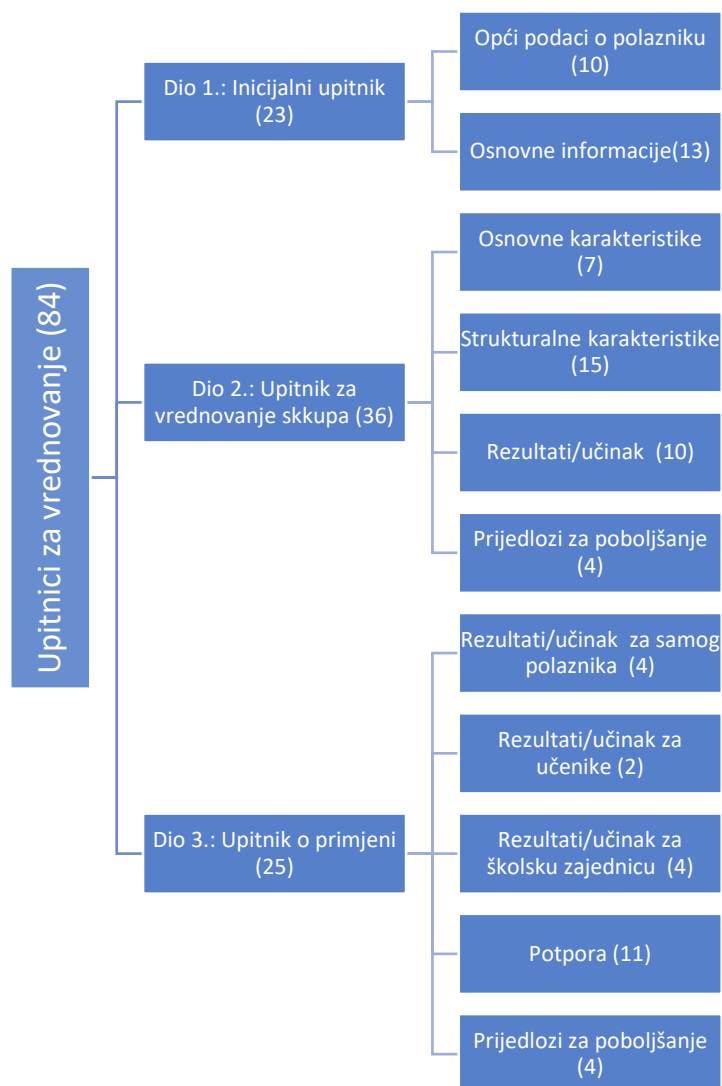 Upitnici za vrednovanje (84)
Dio 1.: Inicijalni upitnik
(23)
Opći podaci o polazniku
(10)
Osnovne informacije(13)
Dio 2.: Upitnik za
vrednovanje skkupa (36)
Osnovne karakteristike
(7)
Strukturalne karakteristike
(15)
Rezultati/učinak (10)
Prijedlozi za poboljšanje
(4)
Dio 3.: Upitnik o primjeni
(25)
Rezultati/učinak za samog
polaznika (4)
Rezultati/učinak za
učenike (2)
Rezultati/učinak za
školsku zajednicu (4)
Potpora (11)
Prijedlozi za poboljšanje
(4)